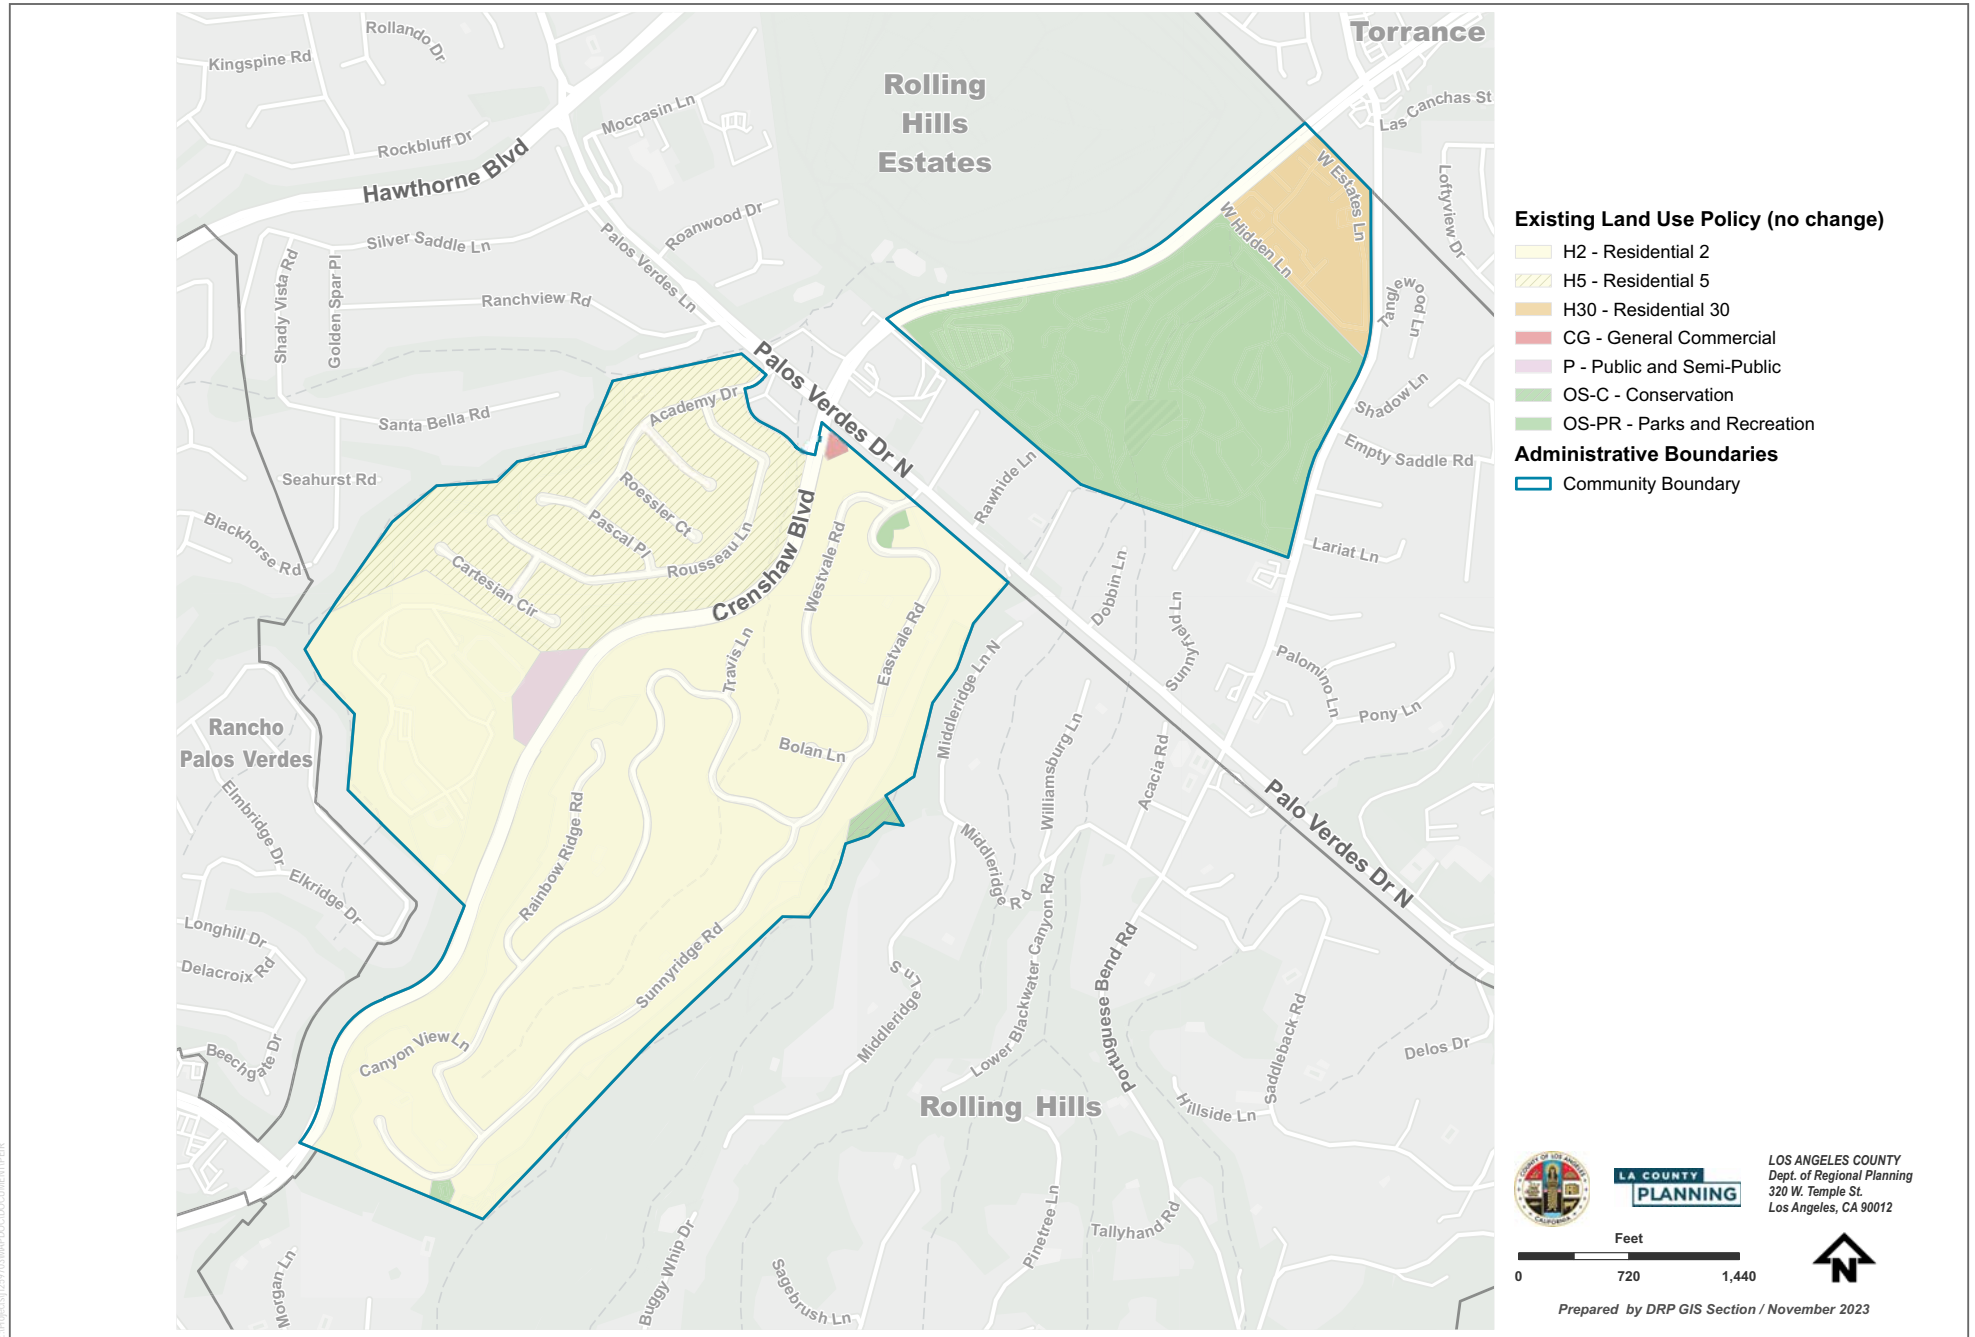 Rollando Dr
Kingspine Rd
Rockbluff Dr
Moccasin Ln
Hawthorne Blvd
Silver Saddle Ln
Shady Vista Rd
Golden Spar Pl
Ranchview Rd
Roanwood Dr
Palos Verdes Ln
Santa Bella Rd
Seahurst Rd
Blackhorse Rd
Rolling
Hills
Estates
Torrance
Las Canchas St
Loftyview Dr
W Estates Ln
W Hidden Ln
Tanglewood Ln
Shadow Ln
Empty Saddle Rd
Lariat Ln
Palos Verdes Dr N
Academy Dr
Roessler Ct
Pascal Pl
Rousseau Ln
Cartesian Cir
Crenshaw Blvd
Westvale Rd
Eastvale Rd
Travis Ln
Bolan Ln
Rainbow Ridge Rd
Sunnyridge Rd
Canyon View Ln
Rawhide Ln
Dobbin Ln
Sunnyfield Ln
Palomino Ln
Pony Ln
Middleridge Ln N
Williamsburg Ln
Acacia Rd
Middleridge Rd
Palo Verdes Dr N
Rancho
Palos Verdes
Elmbridge Dr
Elkridge Dr
Longhill Dr
Delacroix Rd
Beechgate Dr
Middleridge Ln S
Lower Blackwater Canyon Rd
Portuguese Bend Rd
Saddleback Rd
Delos Dr
Hillside Ln
Rolling Hills
Pinetree Ln
Tallyhand Rd
Buggy Whip Dr
Sagebrush Ln
Morgan Ln
Existing Land Use Policy (no change)
H2 - Residential 2
H5 - Residential 5
H30 - Residential 30
CG - General Commercial
P - Public and Semi-Public
OS-C - Conservation
OS-PR - Parks and Recreation
Administrative Boundaries
Community Boundary
COUNTY OF LOS ANGELES
CALIFORNIA
LA COUNTY
PLANNING
LOS ANGELES COUNTY
Dept. of Regional Planning
320 W. Temple St.
Los Angeles, CA 90012
Feet
0 720 1,440
N
Prepared by DRP GIS Section / November 2023